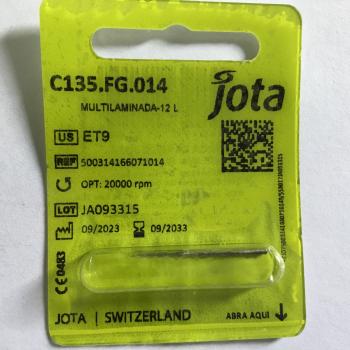 C135.FG.014
jota
MULTILAMINADA-12 L
US ET9
REF 500314166071014
OPT: 20000 rpm
LOT JA093315
09/2023 09/2033
CE 0483
JOTA | SWITZERLAND
ABRA AQUI